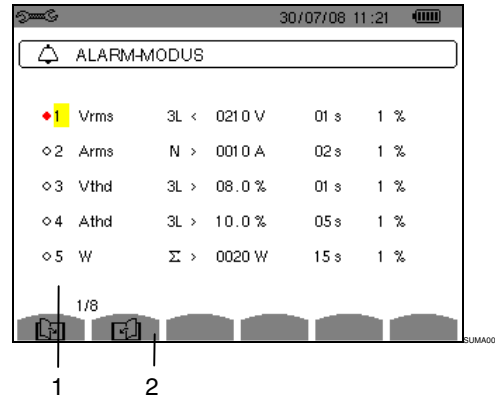 30/07/08 11:21
ALARM-MODUS
1 Vrms 3L < 0210 V 01 s 1 %
2 Arms N > 0010 A 02 s 1 %
3 Vthd 3L > 08.0 % 01 s 1 %
4 Athd 3L > 10.0 % 05 s 1 %
5 W Σ > 0020 W 15 s 1 %
1/8
SUMA00
1 2